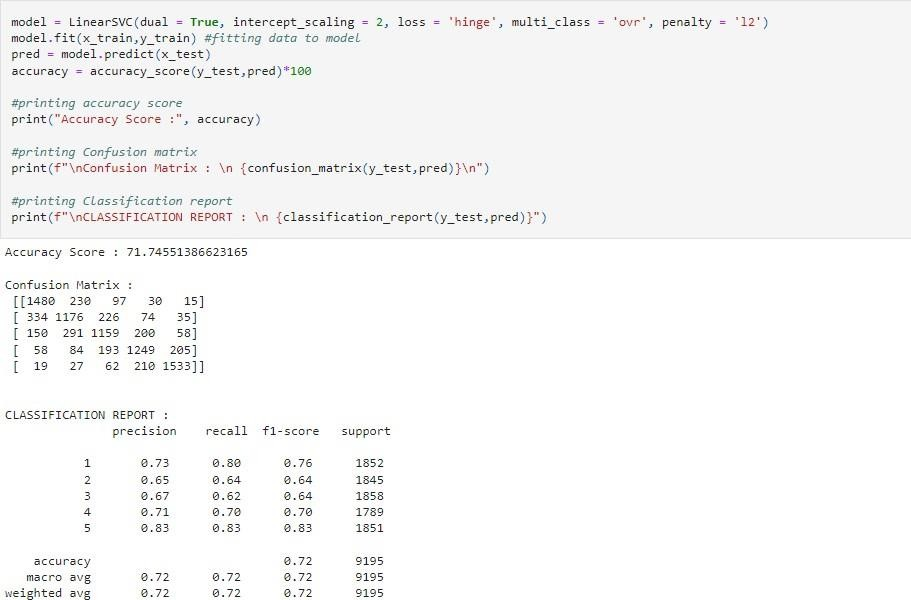 model = LinearSVC(dual = True, intercept_scaling = 2, loss = 'hinge', multi_class = 'ovr', penalty = 'l2')
model.fit(x_train,y_train) #fitting data to model
pred = model.predict(x_test)
accuracy = accuracy_score(y_test,pred)*100
#printing accuracy score
print("Accuracy Score :", accuracy)
#printing Confusion matrix
print(f"\nConfusion Matrix : \n {confusion_matrix(y_test,pred)}\n")
#printing Classification report
print(f"\nCLASSIFICATION REPORT : \n {classification_report(y_test,pred)}")
Accuracy Score : 71.74551386623165
Confusion Matrix :
[[1480 230 97 30 15]
[ 334 1176 226 74 35]
[ 150 291 1159 200 58]
[ 58 84 193 1249 205]
[ 19 27 62 210 1533]]
CLASSIFICATION REPORT :
precision recall f1-score support
1 0.73 0.80 0.76 1852
2 0.65 0.64 0.64 1845
3 0.67 0.62 0.64 1858
4 0.71 0.70 0.70 1789
5 0.83 0.83 0.83 1851
accuracy 0.72 9195
macro avg 0.72 0.72 0.72 9195
weighted avg 0.72 0.72 0.72 9195